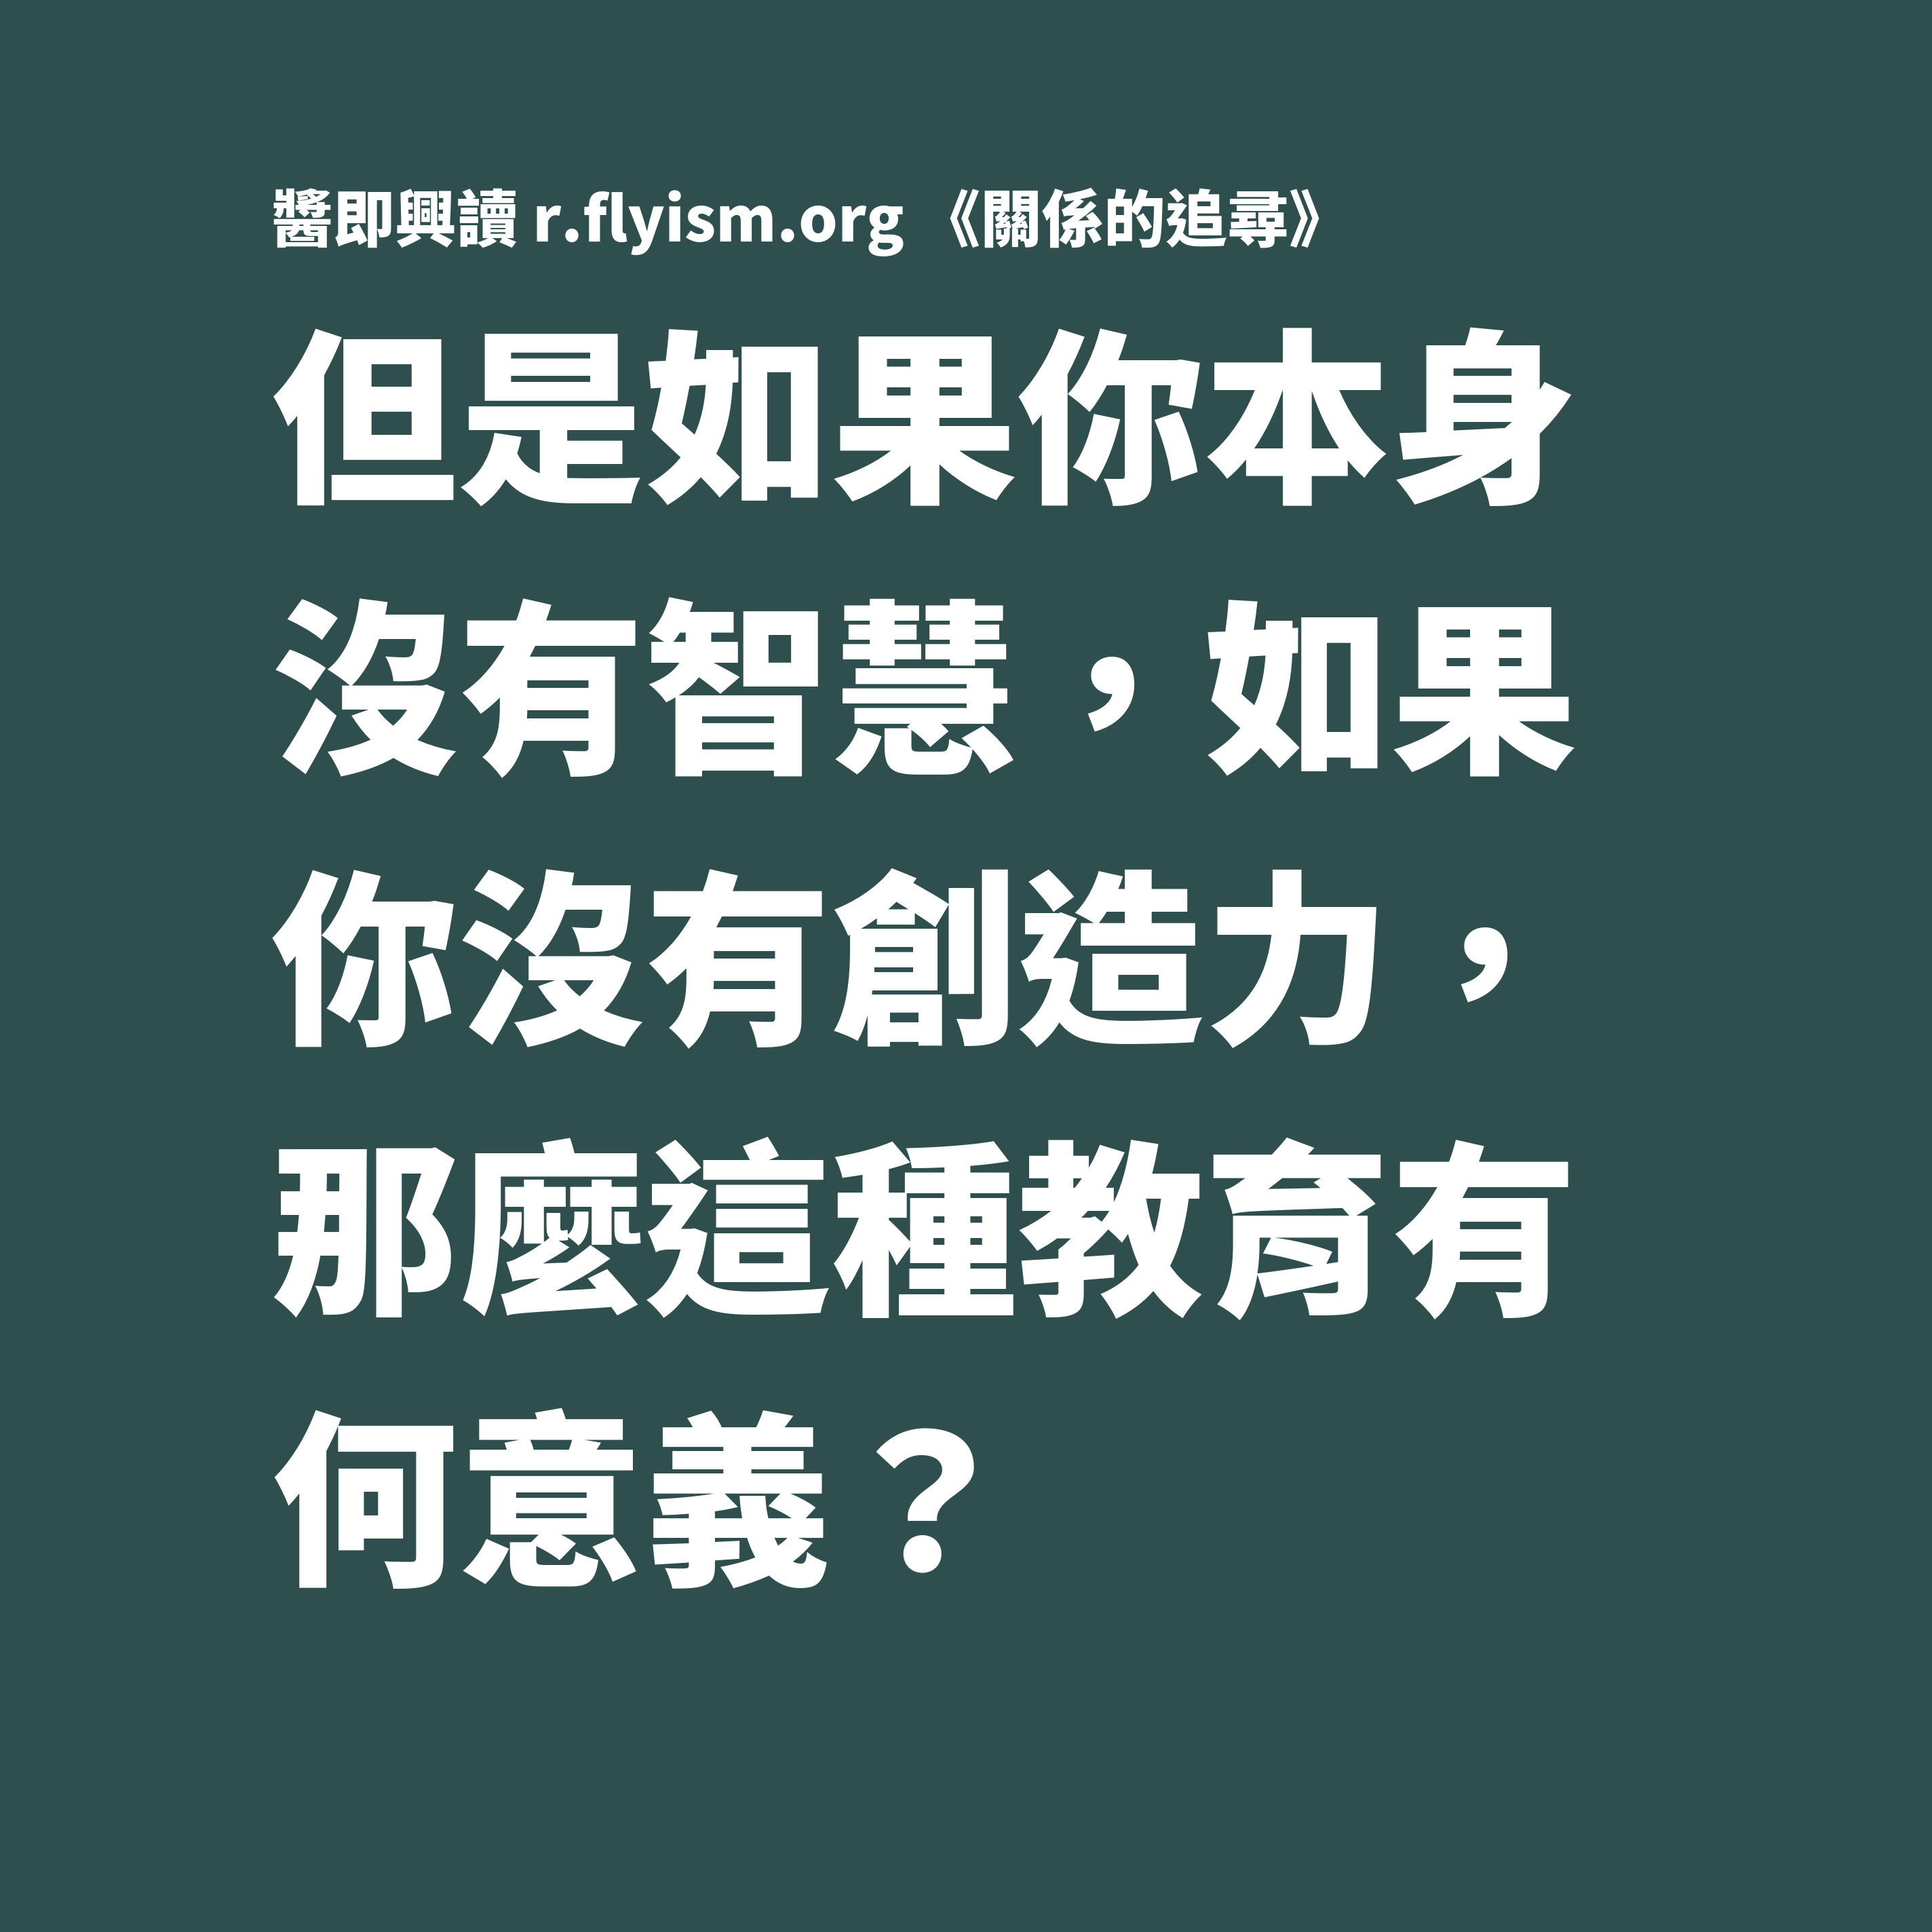 蟄即與讀 r.flyism.org《關係的追尋》
但是如果你本身
沒有智慧，如果
你沒有創造力，
那麼這種教育有
何意義？